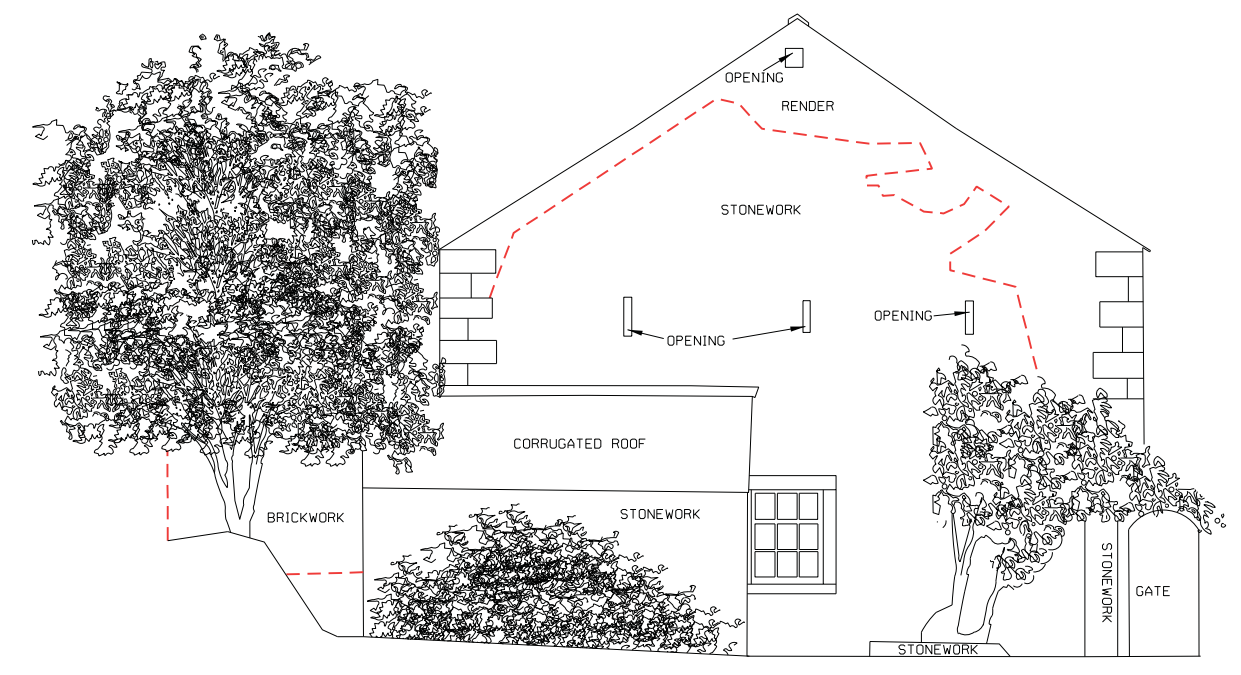 OPENING
RENDER
STONEWORK
OPENING
OPENING
CORRUGATED ROOF
BRICKWORK
STONEWORK
STONEWORK
GATE
STONEWORK